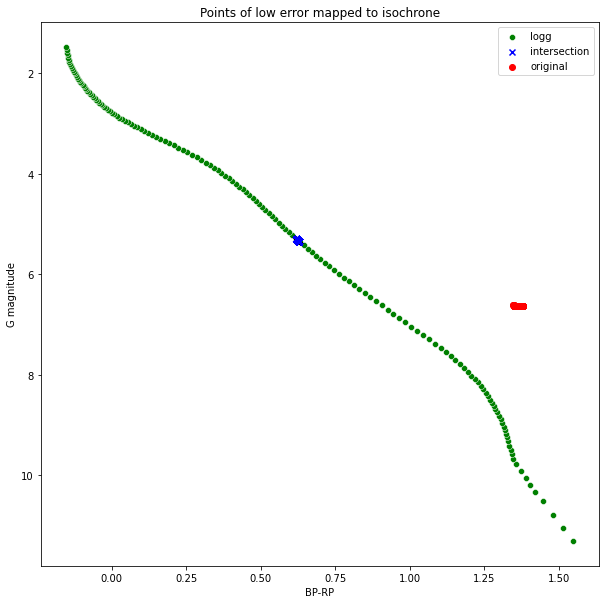 Points of low error mapped to isochrone
logg
intersection
original
G magnitude
2
4
6
8
10
0.00 0.25 0.50 0.75 1.00 1.25 1.50
BP-RP